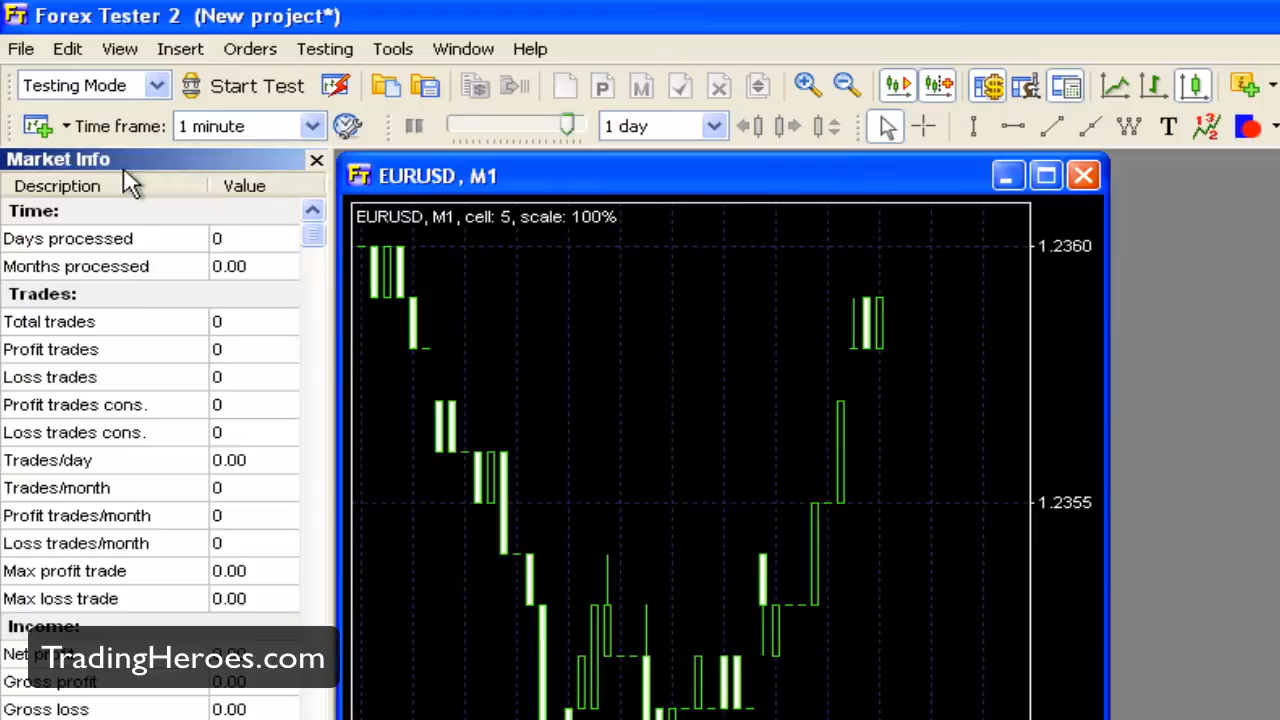 Forex Tester 2 (New project*)
File Edit View Insert Orders Testing Tools Window Help
Testing Mode Start Test
Time frame: 1 minute 1 day
Market Info
Description Value
Time:
Days processed 0
Months processed 0.00
Trades:
Total trades 0
Profit trades 0
Loss trades 0
Profit trades cons. 0
Loss trades cons. 0
Trades/day 0.00
Trades/month 0
Profit trades/month 0
Loss trades/month 0
Max profit trade 0.00
Max loss trade 0.00
Income:
Net profit 0.00
Gross profit 0.00
Gross loss 0.00
EURUSD, M1
EURUSD, M1, cell: 5, scale: 100%
1.2360
1.2355
TradingHeroes.com